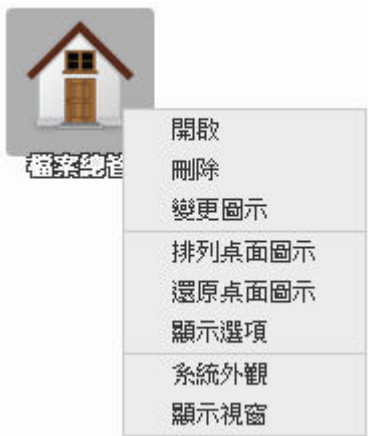 檔案總管
開啟
刪除
變更圖示
排列桌面圖示
還原桌面圖示
顯示選項
系統外觀
顯示視窗